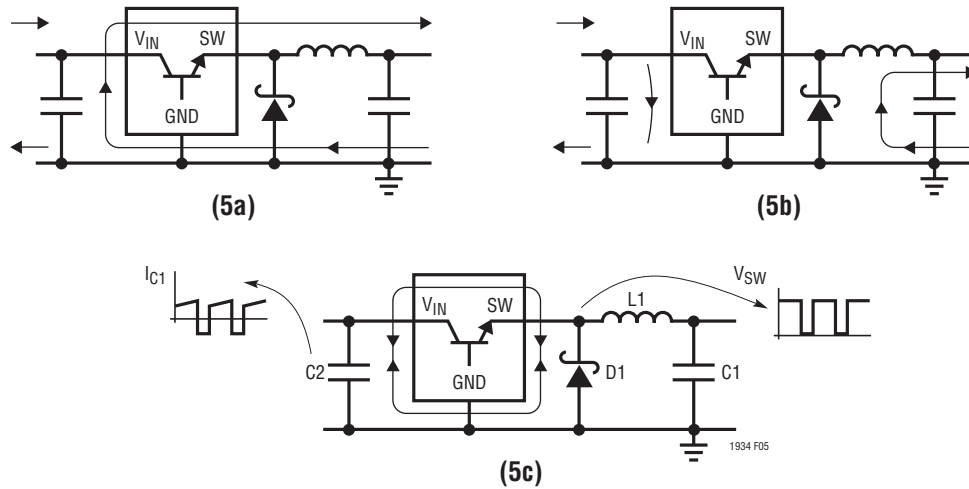 V_IN SW
GND
(5a)
V_IN SW
GND
(5b)
I_C1
V_IN SW
GND
C2
D1
L1
C1
V_SW
1934 F05
(5c)